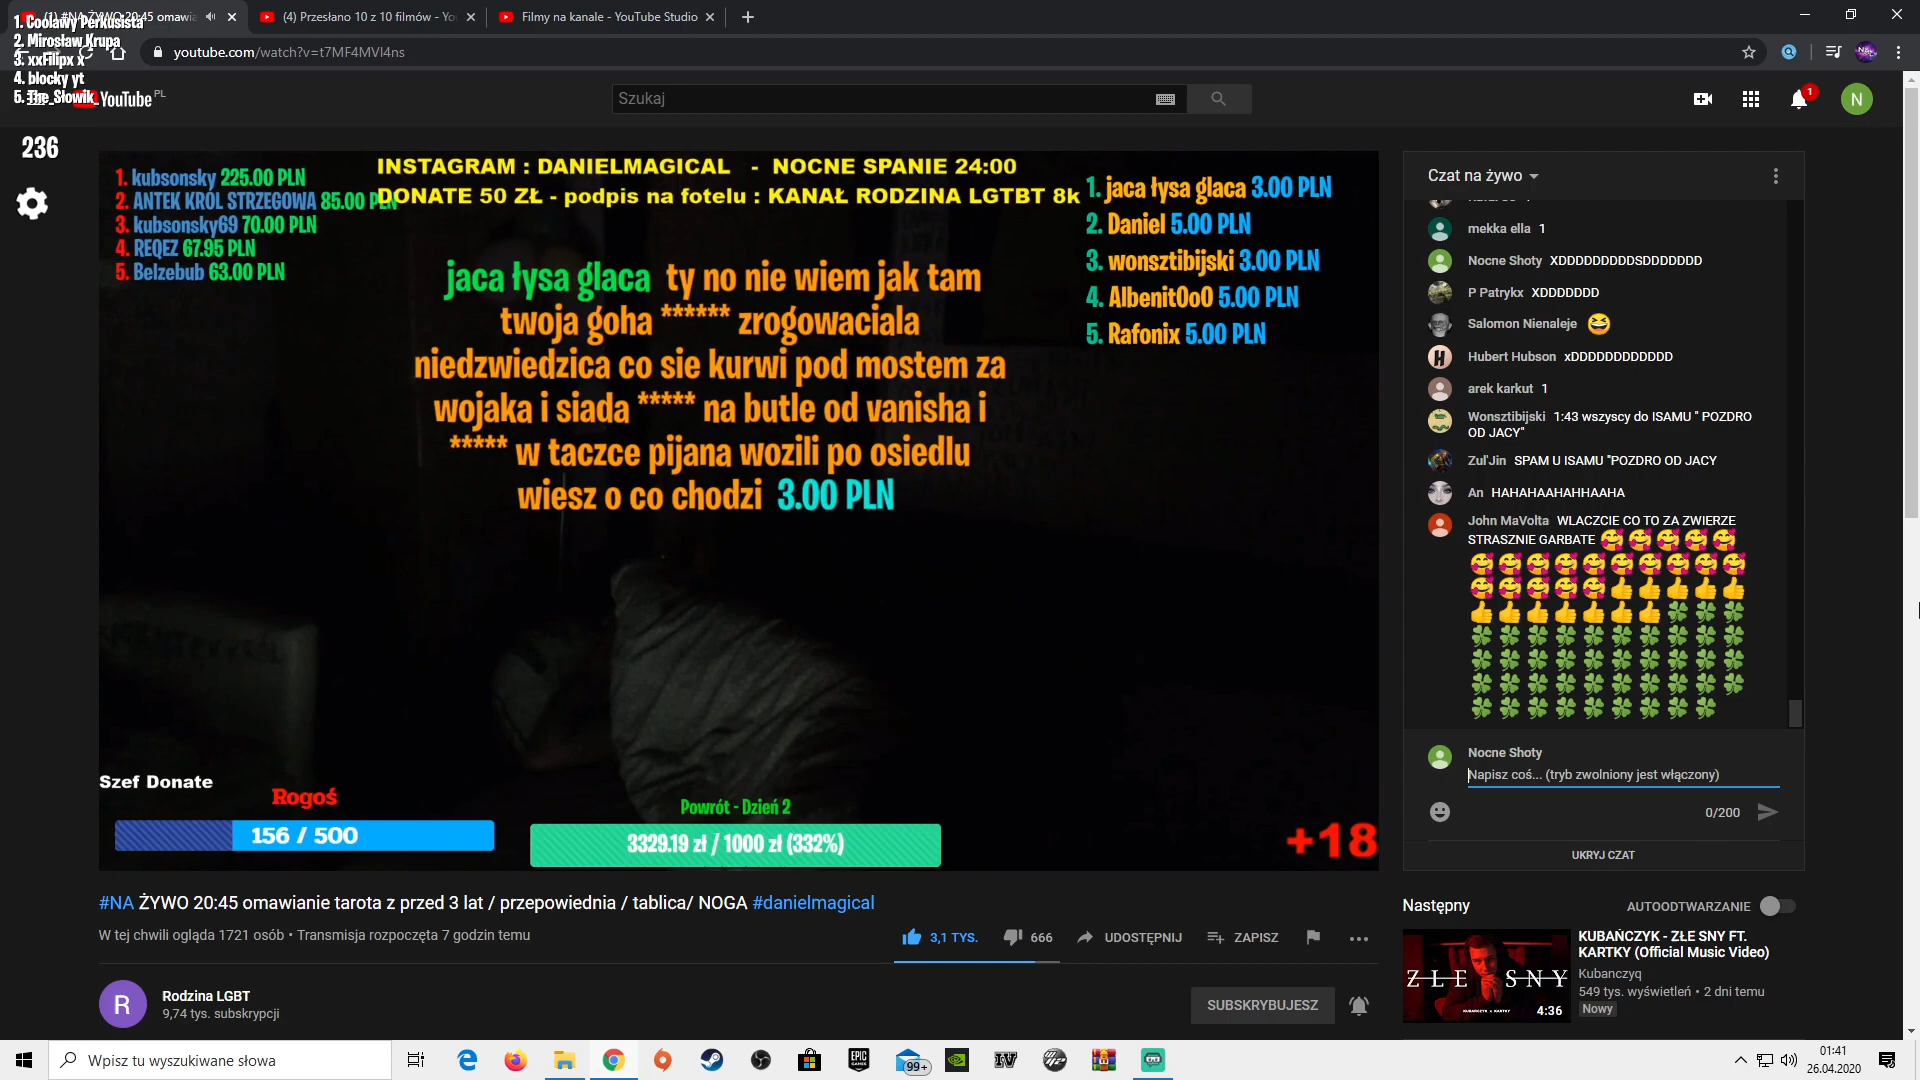 (1) #NA ŻYWO 20:45 omawia
(4) Przesłano 10 z 10 filmów - Yo
Filmy na kanale - YouTube Studio
1. Coolawy Perkusista
2. Mirosław Krupa
3. xxFilipx x
4. blocky yt
5. The_Słowik_
youtube.com/watch?v=t7MF4MVl4ns
YouTube PL
Szukaj
1
N
236
INSTAGRAM : DANIELMAGICAL - NOCNE SPANIE 24:00
DONATE 50 ZŁ - podpis na fotelu : KANAŁ RODZINA LGTBT 8k
1. kubsonsky 225.00 PLN
2. ANTEK KRÓL STRZEGOWA 85.00 PLN
3. kubsonsky69 70.00 PLN
4. REQEZ 67.95 PLN
5. Belzebub 63.00 PLN
1. jaca łysa glaca 3.00 PLN
2. Daniel 5.00 PLN
3. wonsztibijski 3.00 PLN
4. Albenit0o0 5.00 PLN
5. Rafonix 5.00 PLN
jaca łysa glaca ty no nie wiem jak tam
twoja goha ****** zrogowaciala
niedzwiedzica co sie kurwi pod mostem za
wojaka i siada ***** na butle od vanisha i
***** w taczce pijana wozili po osiedlu
wiesz o co chodzi 3.00 PLN
Szef Donate
Rogoś
156 / 500
Powrót - Dzień 2
3329.19 zł / 1000 zł (332%)
+18
Czat na żywo
mekka ella 1
Nocne Shoty XDDDDDDDDDSDDDDDDD
P Patrykx XDDDDDDD
Salomon Nienaleje 😆
Hubert Hubson xDDDDDDDDDDDD
arek karkut 1
Wonsztibijski 1:43 wszyscy do ISAMU " POZDRO
OD JACY"
Zul'Jin SPAM U ISAMU "POZDRO OD JACY
An HAHAHAAHAHHAAHA
John MaVolta WLACZCIE CO TO ZA ZWIERZE
STRASZNIE GARBATE
Nocne Shoty
Napisz coś... (tryb zwolniony jest włączony)
0/200
UKRYJ CZAT
#NA ŻYWO 20:45 omawianie tarota z przed 3 lat / przepowiednia / tablica/ NOGA #danielmagical
W tej chwili ogląda 1721 osób • Transmisja rozpoczęta 7 godzin temu
3,1 TYS. 666 UDOSTĘPNIJ ZAPISZ
R
Rodzina LGBT
9,74 tys. subskrypcji
SUBSKRYBUJESZ
Następny AUTOODTWARZANIE
ZŁE SNY
4:36
KUBAŃCZYK - ZŁE SNY FT.
KARTKY (Official Music Video)
Kubanczyq
549 tys. wyświetleń • 2 dni temu
Nowy
Wpisz tu wyszukiwane słowa
EPIC GAMES
99+
IV
01:41
26.04.2020